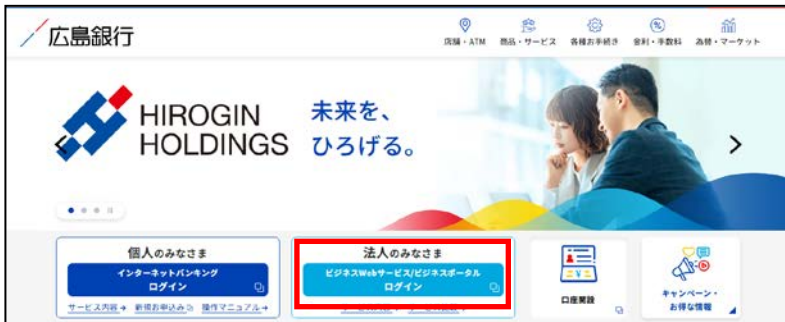 広島銀行
店舗・ATM
商品・サービス
各種お手続き
金利・手数料
為替・マーケット
HIROGIN
HOLDINGS
未来を、
ひろげる。
個人のみなさま
インターネットバンキング
ログイン
サービス内容
新規お申込み
操作マニュアル
法人のみなさま
ビジネスWebサービス/ビジネスポータル
ログイン
口座開設
キャンペーン・
お得な情報